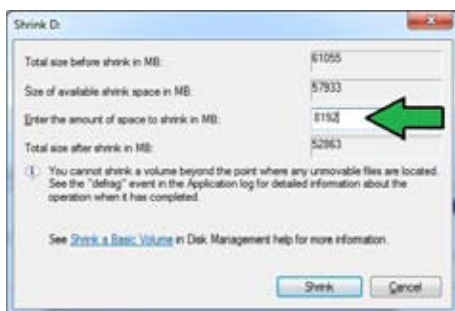 Shrink D:
Total size before shrink in MB: 61055
Size of available shrink space in MB: 57933
Enter the amount of space to shrink in MB: 8192
Total size after shrink in MB: 52863
You cannot shrink a volume beyond the point where any unmovable files are located.
See the "defrag" event in the Application log for detailed information about the
operation when it has completed.
See Shrink a Basic Volume in Disk Management help for more information.
Shrink Cancel